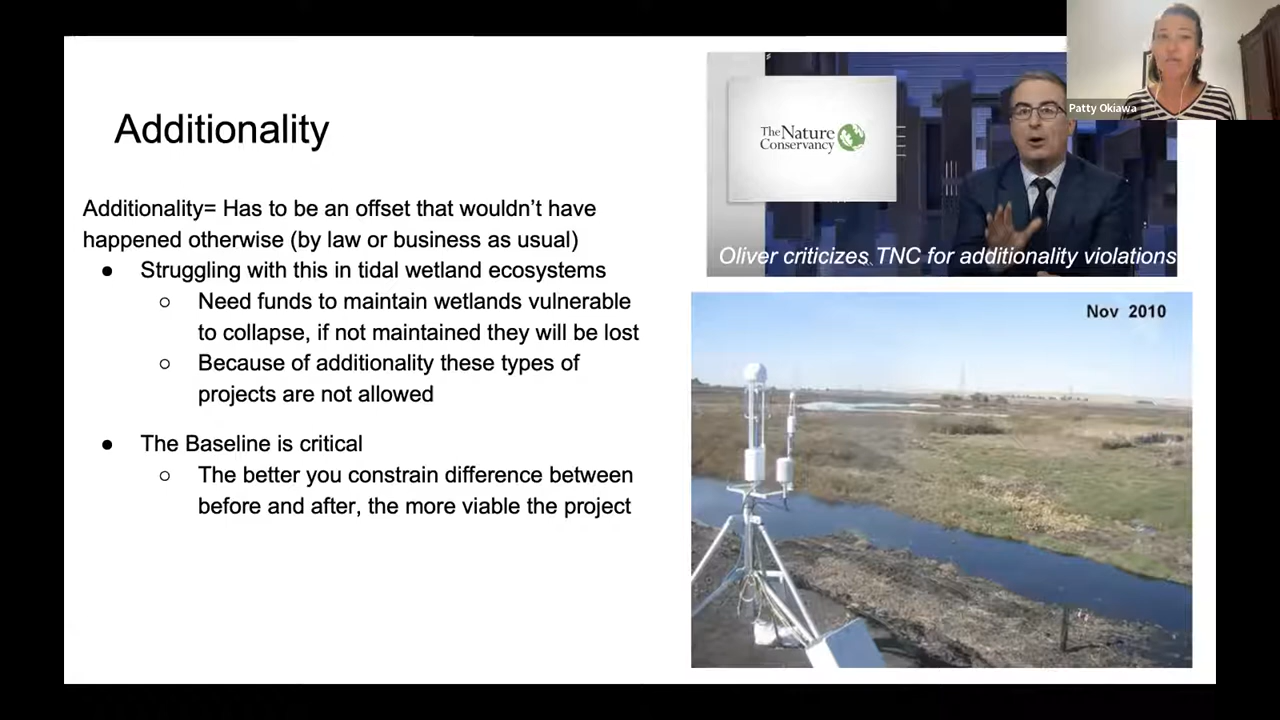 Additionality
Additionality= Has to be an offset that wouldn't have
happened otherwise (by law or business as usual)
● Struggling with this in tidal wetland ecosystems
○ Need funds to maintain wetlands vulnerable
to collapse, if not maintained they will be lost
○ Because of additionality these types of
projects are not allowed
● The Baseline is critical
○ The better you constrain difference between
before and after, the more viable the project
The Nature
Conservancy
Oliver criticizes TNC for additionality violations
Patty Okiawa
Nov 2010